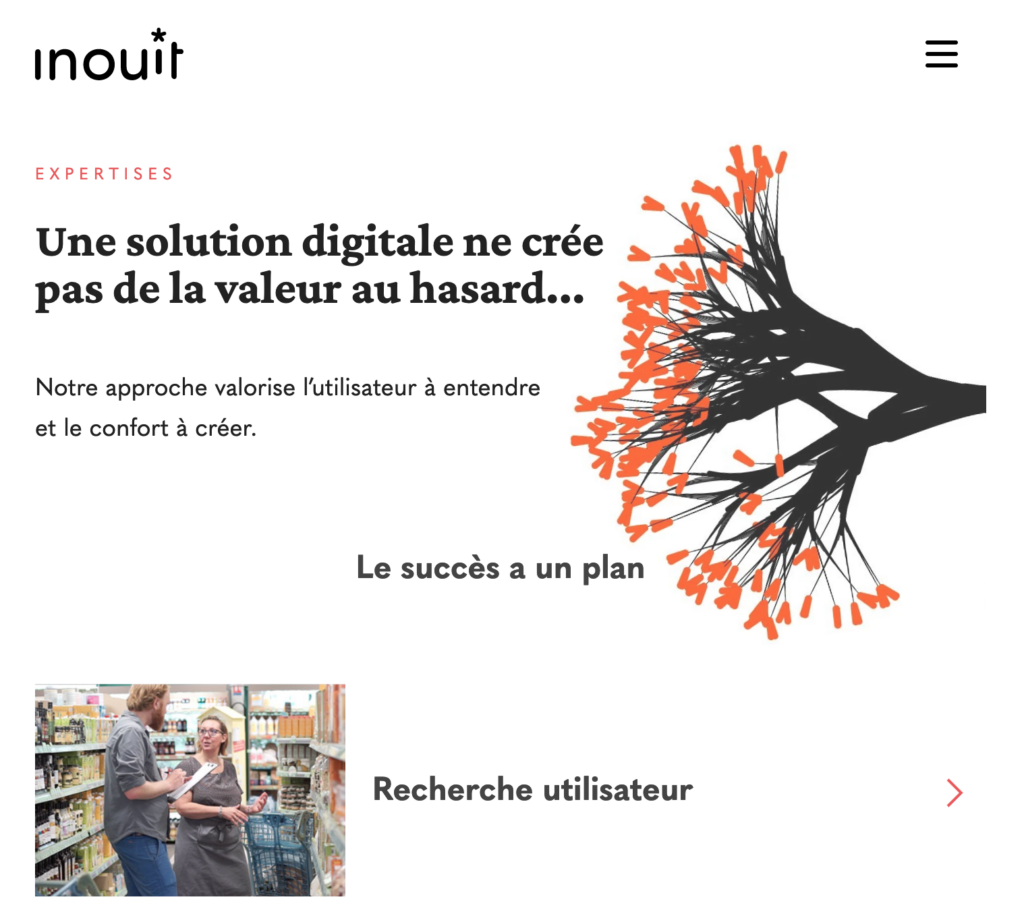 inouit
EXPERTISES
Une solution digitale ne crée
pas de la valeur au hasard...
Notre approche valorise l’utilisateur à entendre
et le confort à créer.
Le succès a un plan
Recherche utilisateur